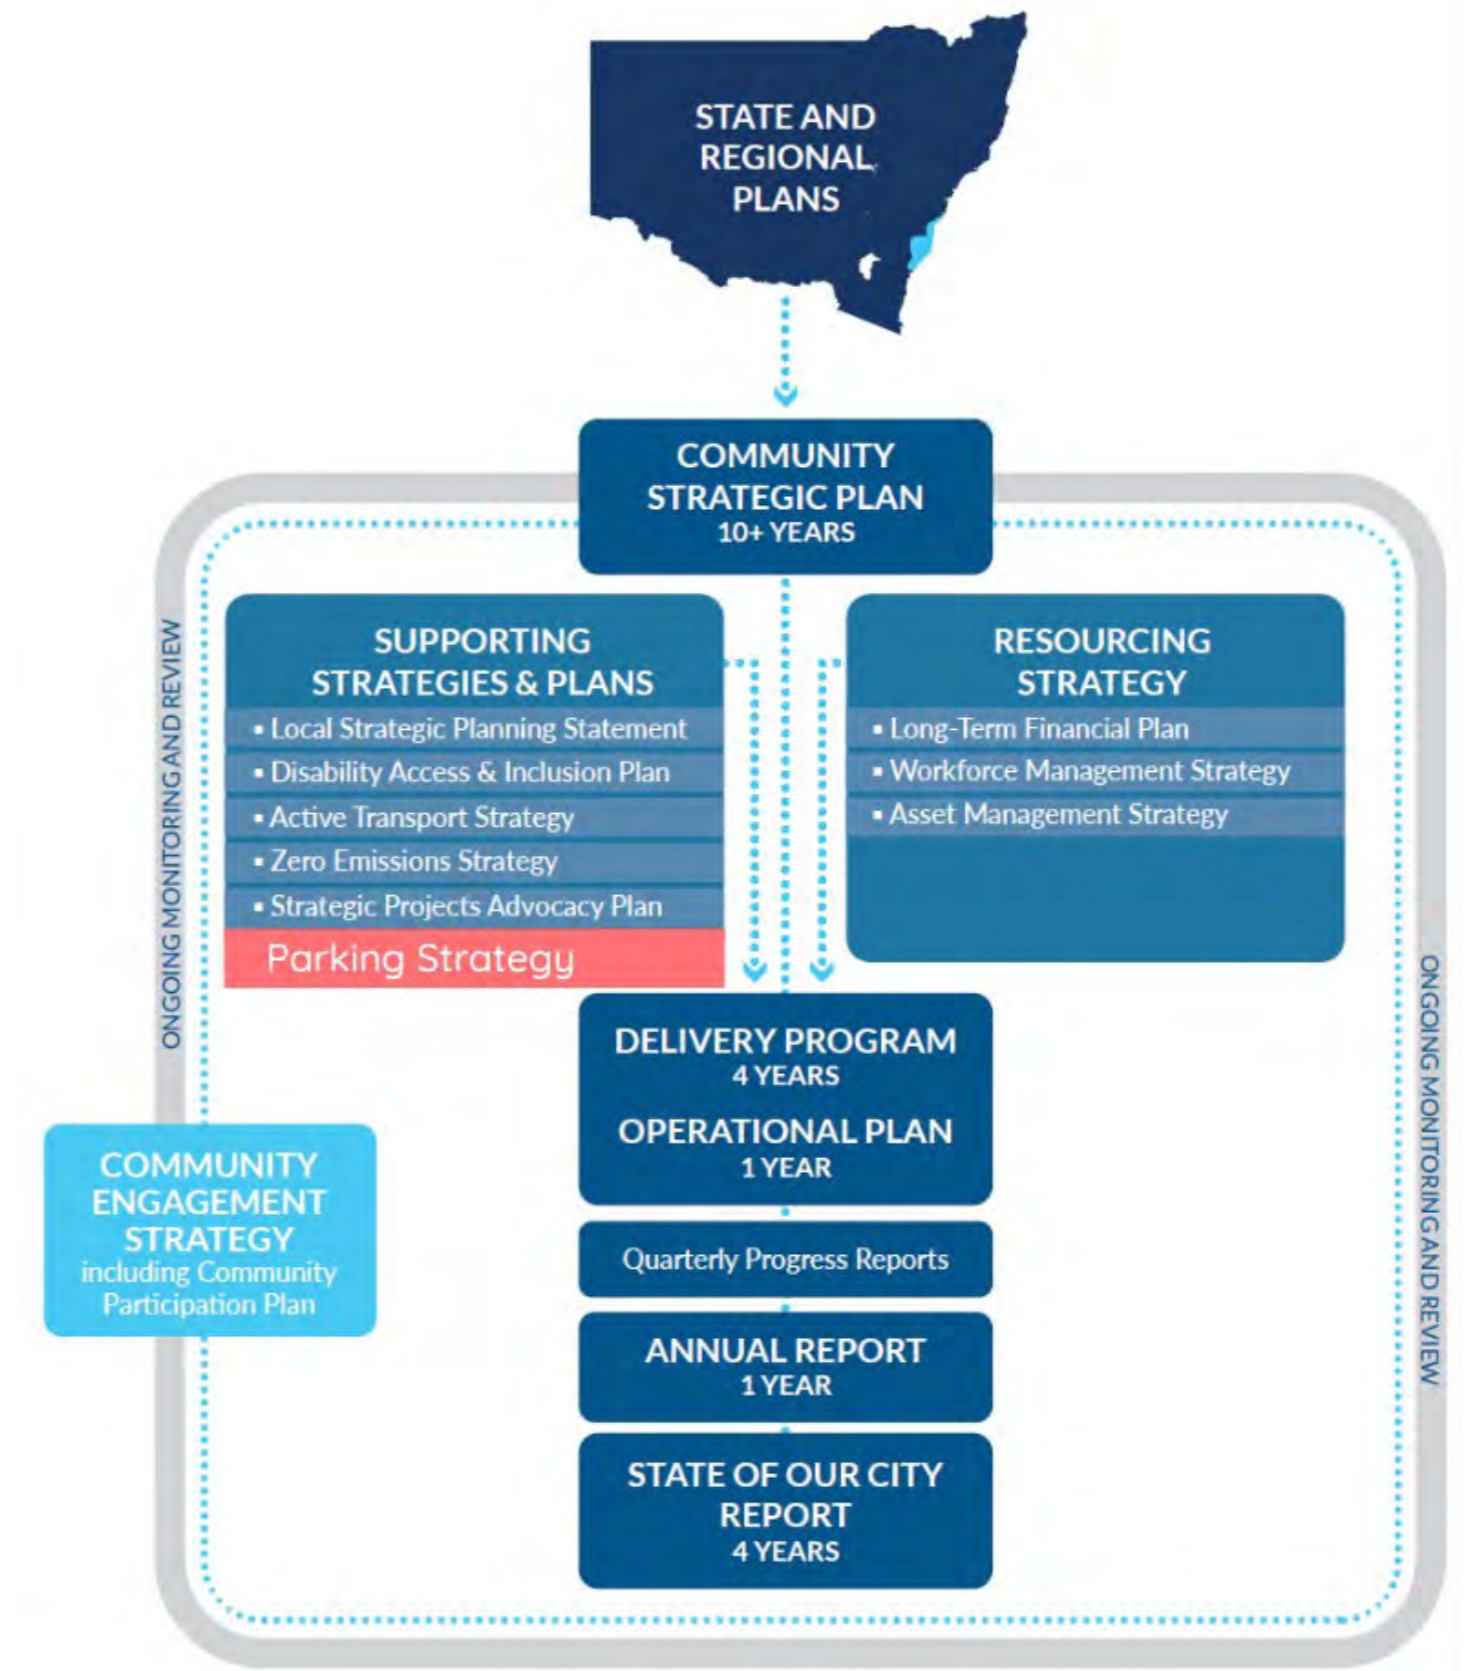 STATE AND
REGIONAL
PLANS
COMMUNITY
STRATEGIC PLAN
10+ YEARS
ONGOING MONITORING AND REVIEW
SUPPORTING
STRATEGIES & PLANS
▪ Local Strategic Planning Statement
▪ Disability Access & Inclusion Plan
▪ Active Transport Strategy
▪ Zero Emissions Strategy
▪ Strategic Projects Advocacy Plan
Parking Strategy
RESOURCING
STRATEGY
▪ Long-Term Financial Plan
▪ Workforce Management Strategy
▪ Asset Management Strategy
ONGOING MONITORING AND REVIEW
DELIVERY PROGRAM
4 YEARS
OPERATIONAL PLAN
1 YEAR
COMMUNITY
ENGAGEMENT
STRATEGY
including Community
Participation Plan
Quarterly Progress Reports
ANNUAL REPORT
1 YEAR
STATE OF OUR CITY
REPORT
4 YEARS